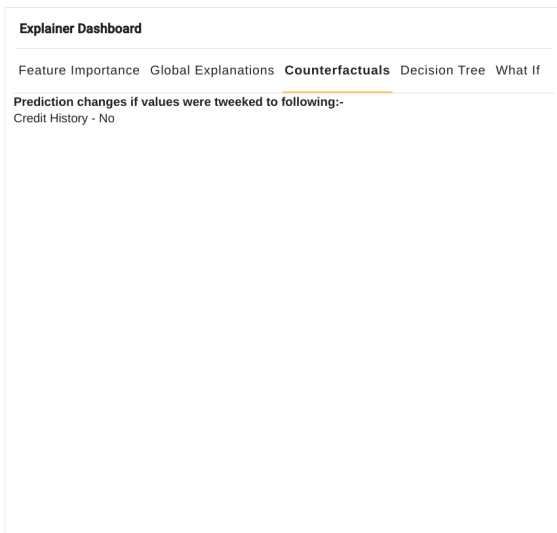 Explainer Dashboard
Feature Importance Global Explanations Counterfactuals Decision Tree What If
Prediction changes if values were tweeked to following:-
Credit History - No